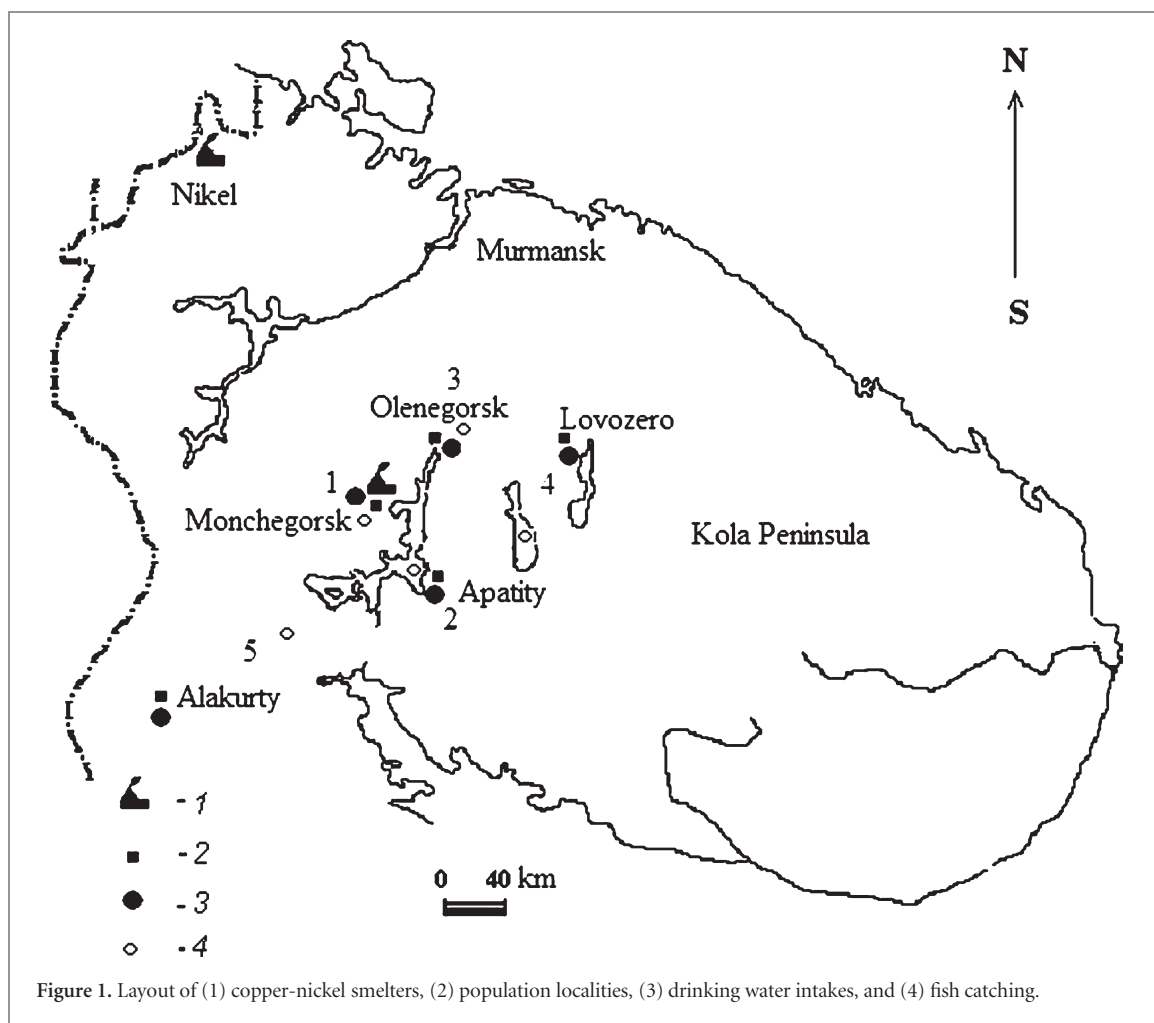 N
S
Nikel
Murmansk
3
Olenegorsk
Lovozero
1
4
Monchegorsk
Kola Peninsula
Apatity
2
5
Alakurty
- 1
- 2
- 3
- 4
0 40 km
Figure 1. Layout of (1) copper-nickel smelters, (2) population localities, (3) drinking water intakes, and (4) fish catching.